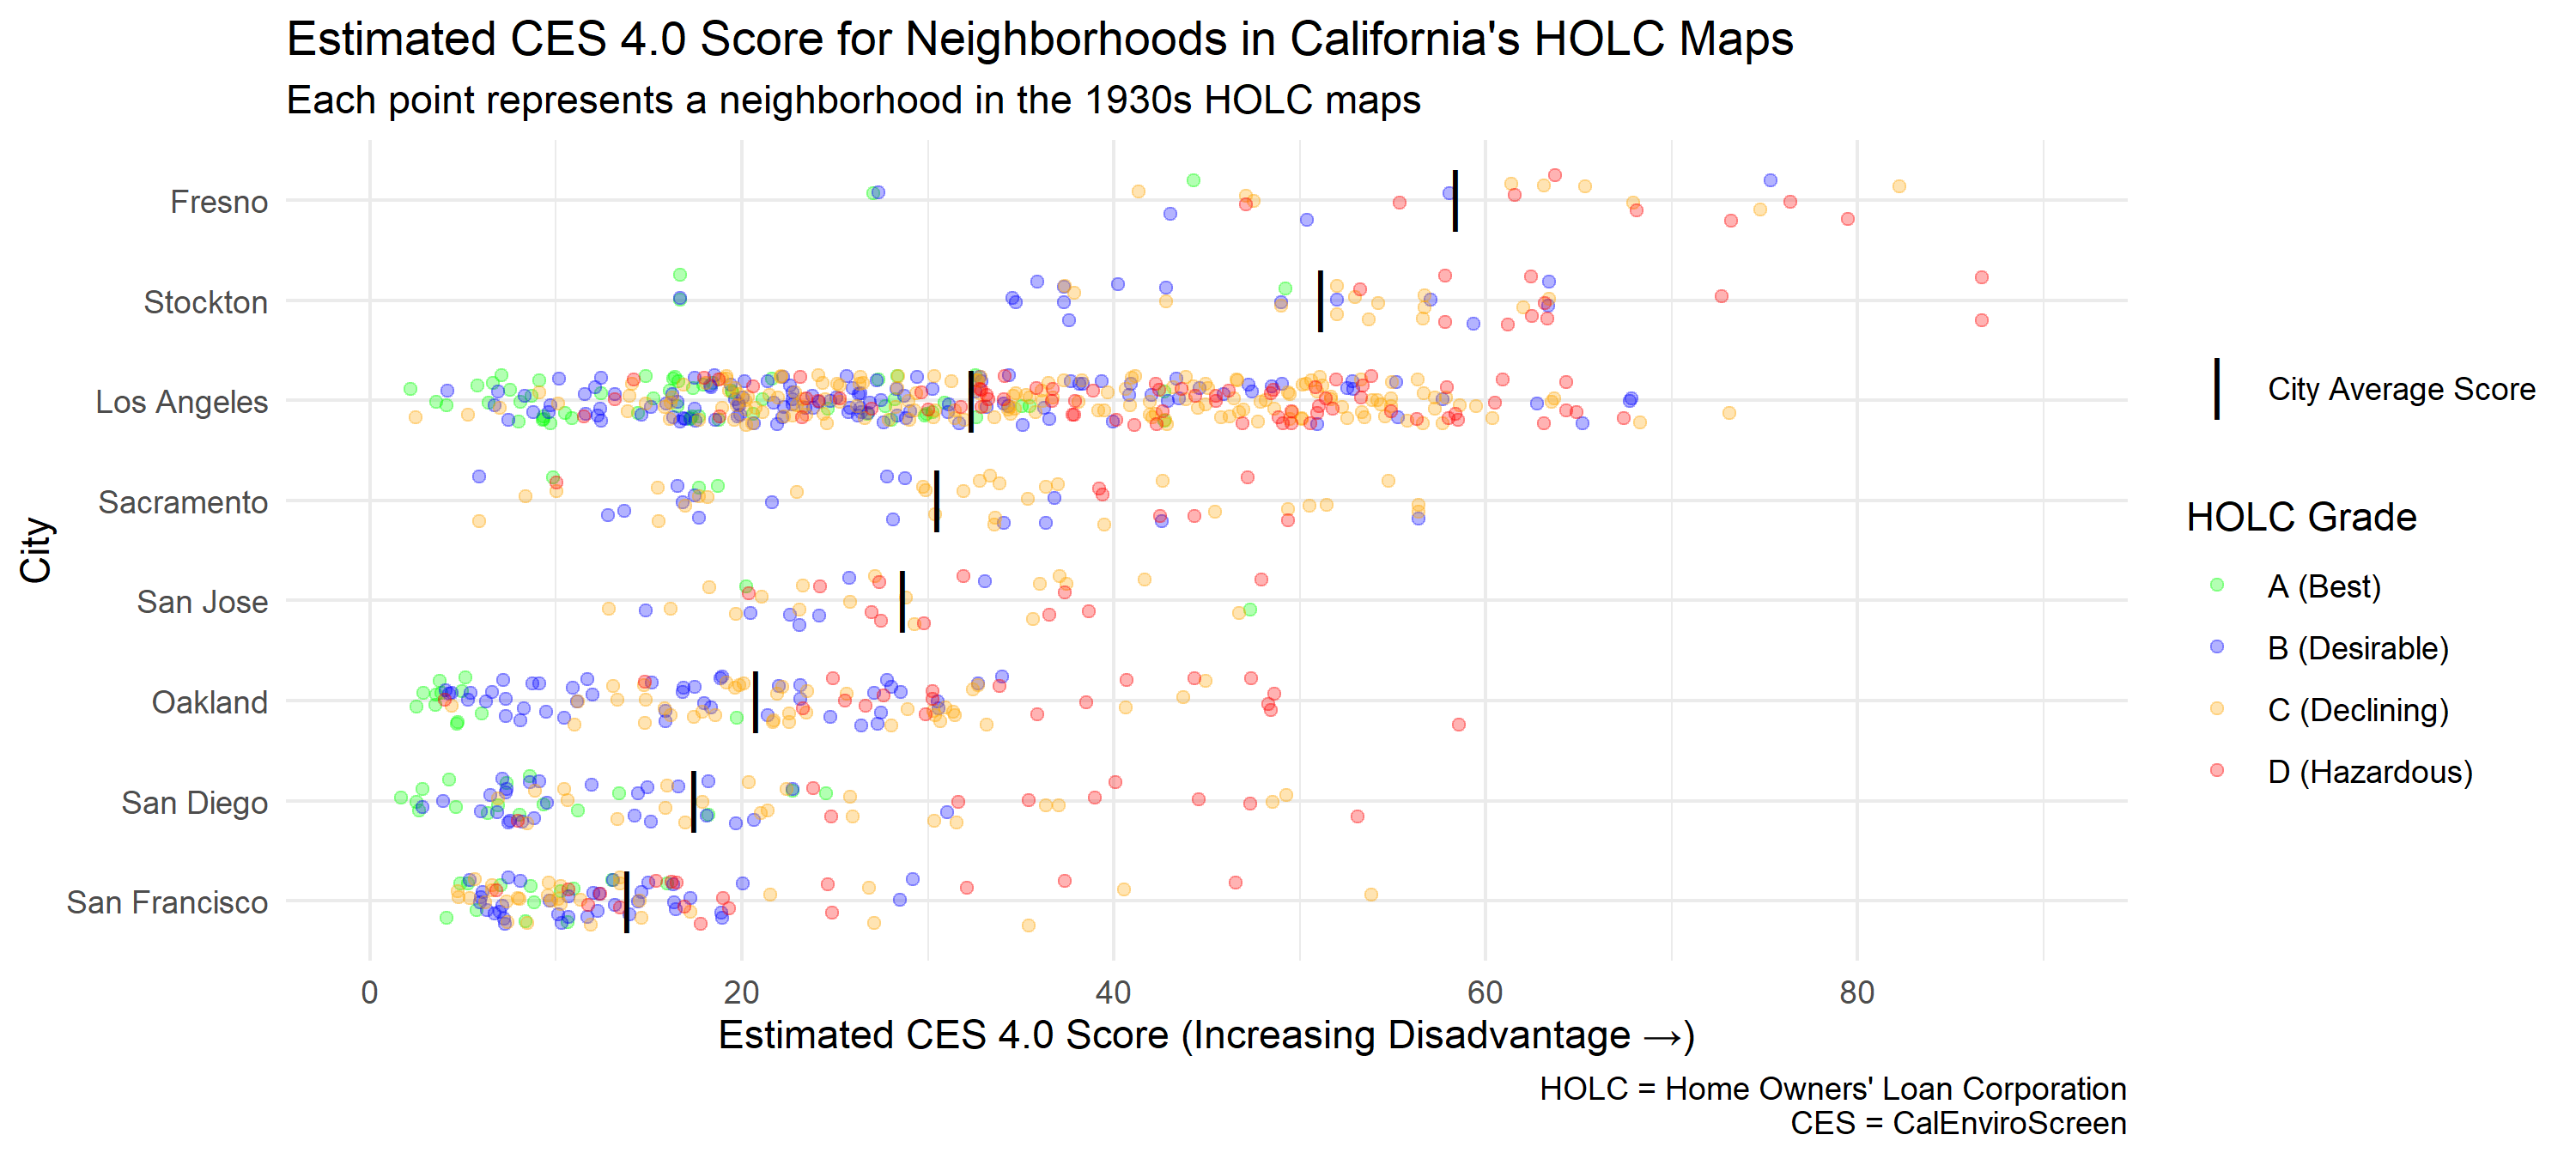 Estimated CES 4.0 Score for Neighborhoods in California's HOLC Maps
Each point represents a neighborhood in the 1930s HOLC maps
City
Fresno
Stockton
Los Angeles
Sacramento
San Jose
Oakland
San Diego
San Francisco
0 20 40 60 80
Estimated CES 4.0 Score (Increasing Disadvantage →)
City Average Score
HOLC Grade
A (Best)
B (Desirable)
C (Declining)
D (Hazardous)
HOLC = Home Owners' Loan Corporation
CES = CalEnviroScreen